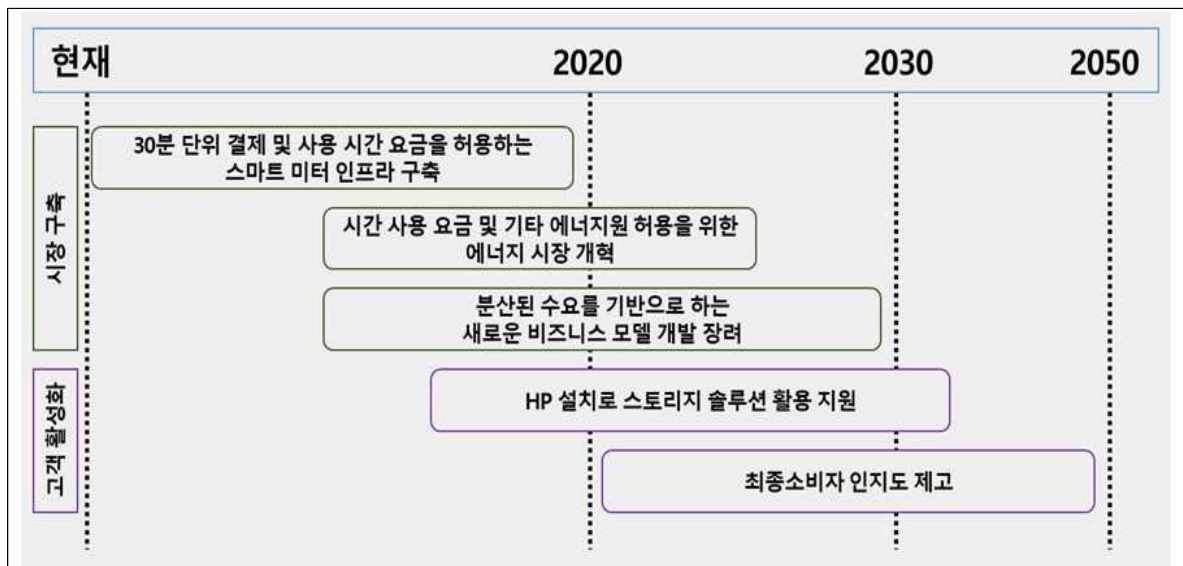 현재 2020 2030 2050
시장 구축
30분 단위 결제 및 사용 시간 요금을 허용하는
스마트 미터 인프라 구축
시간 사용 요금 및 기타 에너지원 허용을 위한
에너지 시장 개혁
분산된 수요를 기반으로 하는
새로운 비즈니스 모델 개발 장려
고객 활성화
HP 설치로 스토리지 솔루션 활용 지원
최종소비자 인지도 제고